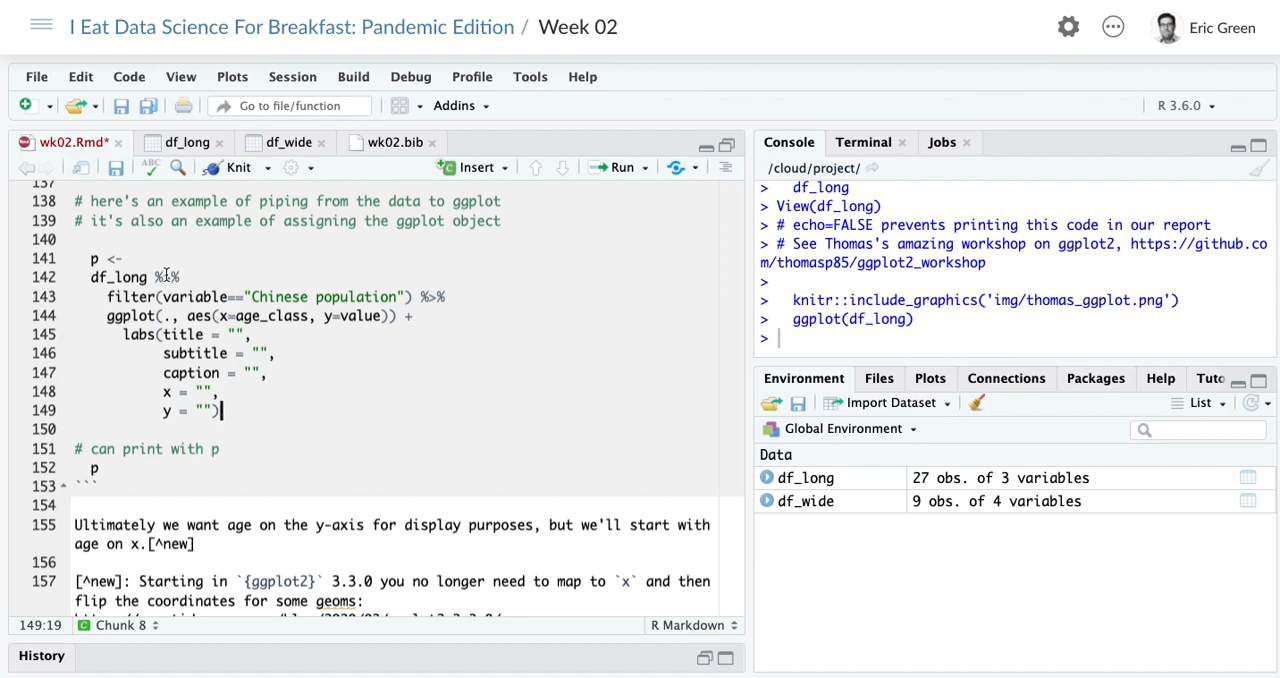 I Eat Data Science For Breakfast: Pandemic Edition / Week 02
Eric Green
File Edit Code View Plots Session Build Debug Profile Tools Help
Go to file/function Addins R 3.6.0
wk02.Rmd* df_long df_wide wk02.bib
ABC Knit Insert Run
137
138 # here's an example of piping from the data to ggplot
139 # it's also an example of assigning the ggplot object
140
141 p <-
142 df_long %>%
143 filter(variable=="Chinese population") %>%
144 ggplot(., aes(x=age_class, y=value)) +
145 labs(title = "",
146 subtitle = "",
147 caption = "",
148 x = "",
149 y = "")
150
151 # can print with p
152 p
153 ```
154
155 Ultimately we want age on the y-axis for display purposes, but we'll start with
age on x.[^new]
156
157 [^new]: Starting in `{ggplot2}` 3.3.0 you no longer need to map to `x` and then
flip the coordinates for some geoms:
149:19 Chunk 8 R Markdown
History
Console Terminal Jobs
/cloud/project/
> df_long
> View(df_long)
> # echo=FALSE prevents printing this code in our report
> # See Thomas's amazing workshop on ggplot2, https://github.co
m/thomasp85/ggplot2_workshop
>
> knitr::include_graphics('img/thomas_ggplot.png')
> ggplot(df_long)
>
Environment Files Plots Connections Packages Help Tuto
Import Dataset List
Global Environment
Data
df_long 27 obs. of 3 variables
df_wide 9 obs. of 4 variables